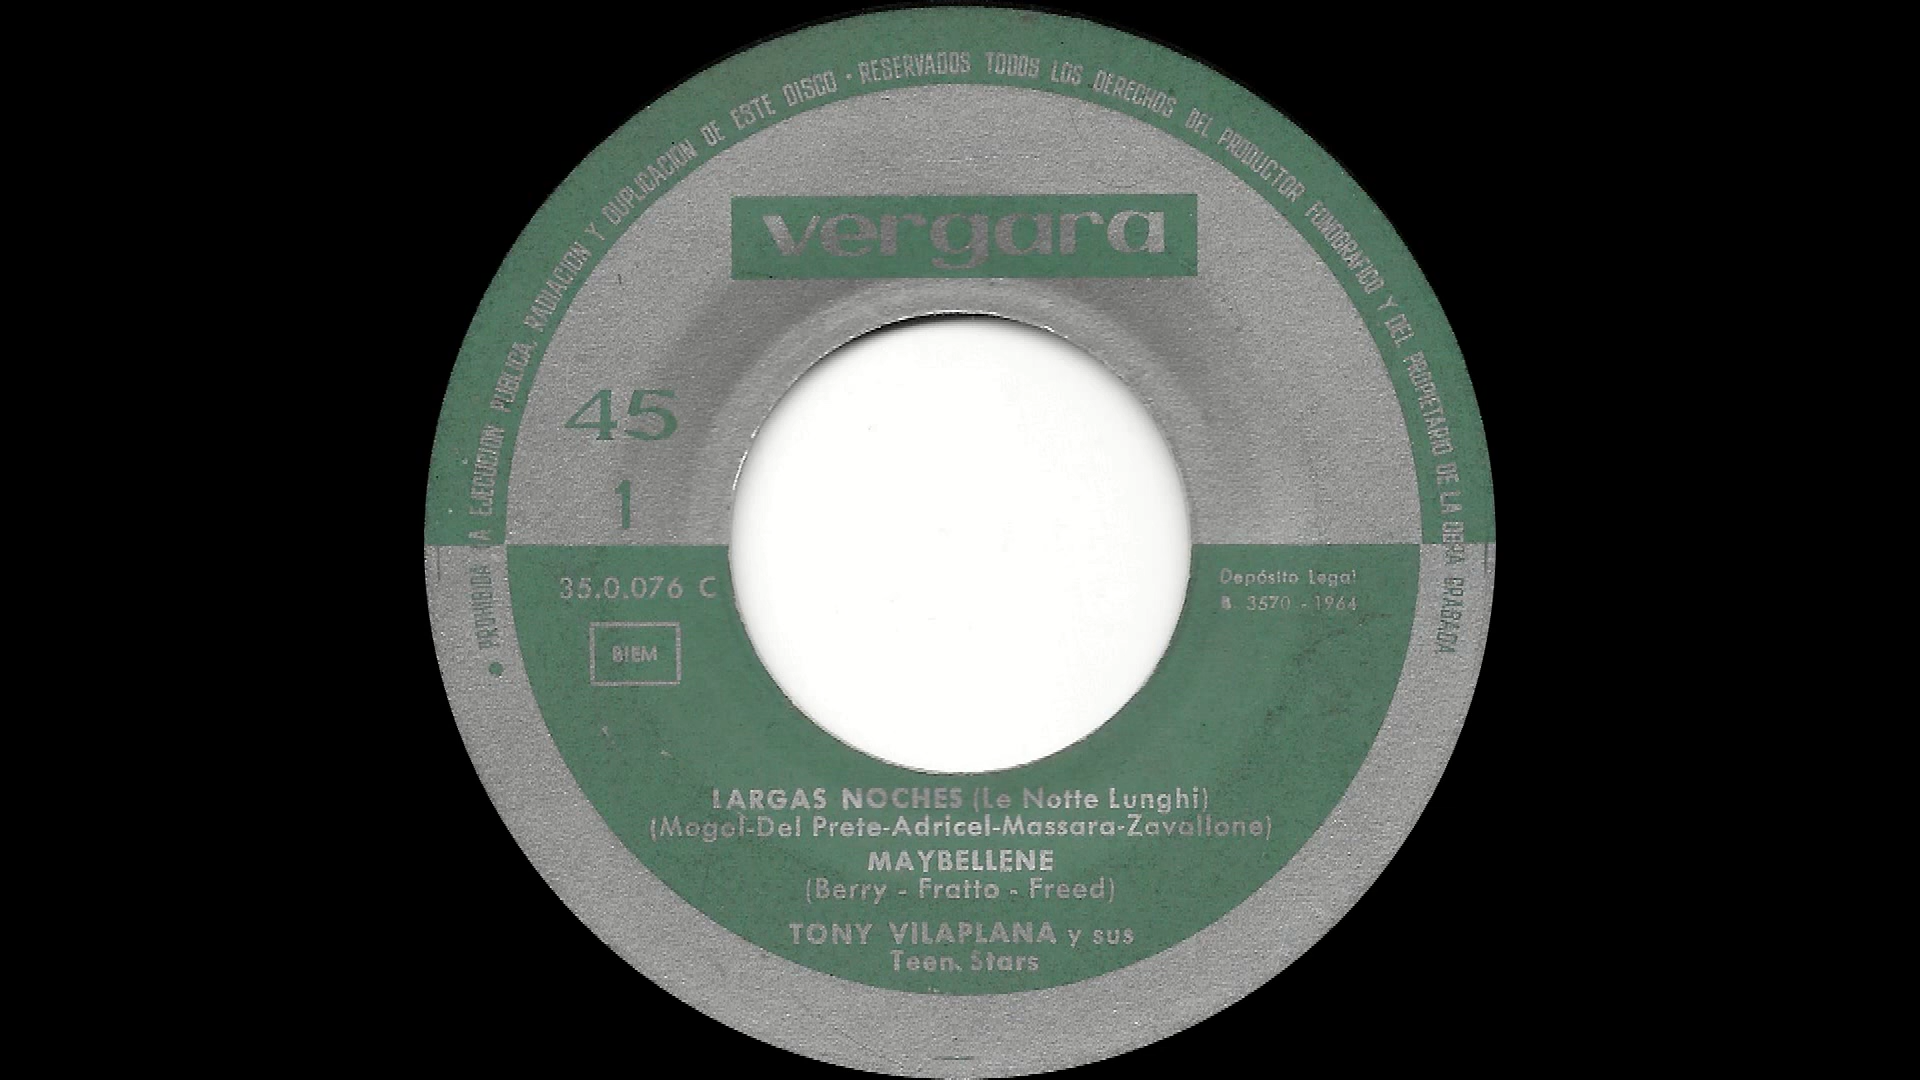 • PROHIBIDA LA EJECUCION PUBLICA, RADIACION Y DUPLICACION DE ESTE DISCO · RESERVADOS TODOS LOS DERECHOS DEL PRODUCTOR FONOGRAFICO Y DEL PROPIETARIO DE LA OBRA GRABADA
vergara
45
1
35.0.076 C
Depósito Legal
B. 3570 - 1964
BIEM
LARGAS NOCHES (Le Notte Lunghi)
(Mogol-Del Prete-Adricel-Massara-Zavallone)
MAYBELLENE
(Berry - Fratto - Freed)
TONY VILAPLANA y sus
Teen. Stars